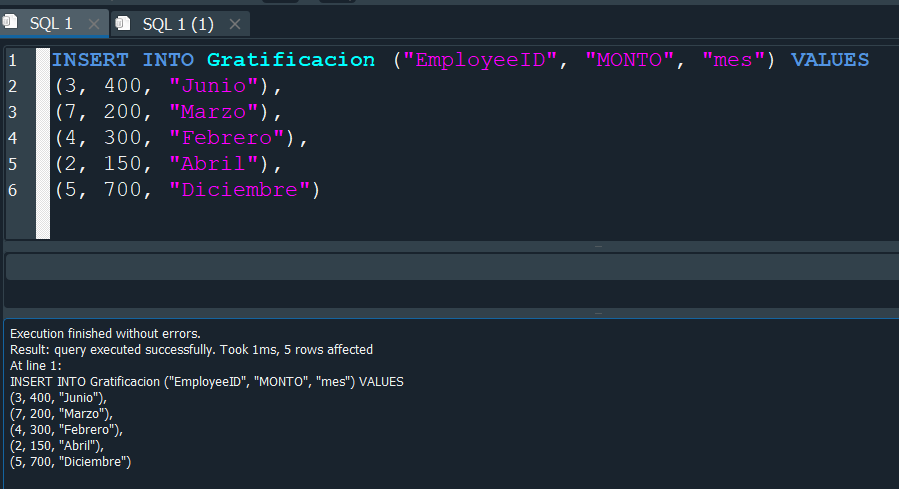 SQL 1
SQL 1 (1)
1 INSERT INTO Gratificacion ("EmployeeID", "MONTO", "mes") VALUES
2 (3, 400, "Junio"),
3 (7, 200, "Marzo"),
4 (4, 300, "Febrero"),
5 (2, 150, "Abril"),
6 (5, 700, "Diciembre")
Execution finished without errors.
Result: query executed successfully. Took 1ms, 5 rows affected
At line 1:
INSERT INTO Gratificacion ("EmployeeID", "MONTO", "mes") VALUES
(3, 400, "Junio"),
(7, 200, "Marzo"),
(4, 300, "Febrero"),
(2, 150, "Abril"),
(5, 700, "Diciembre")